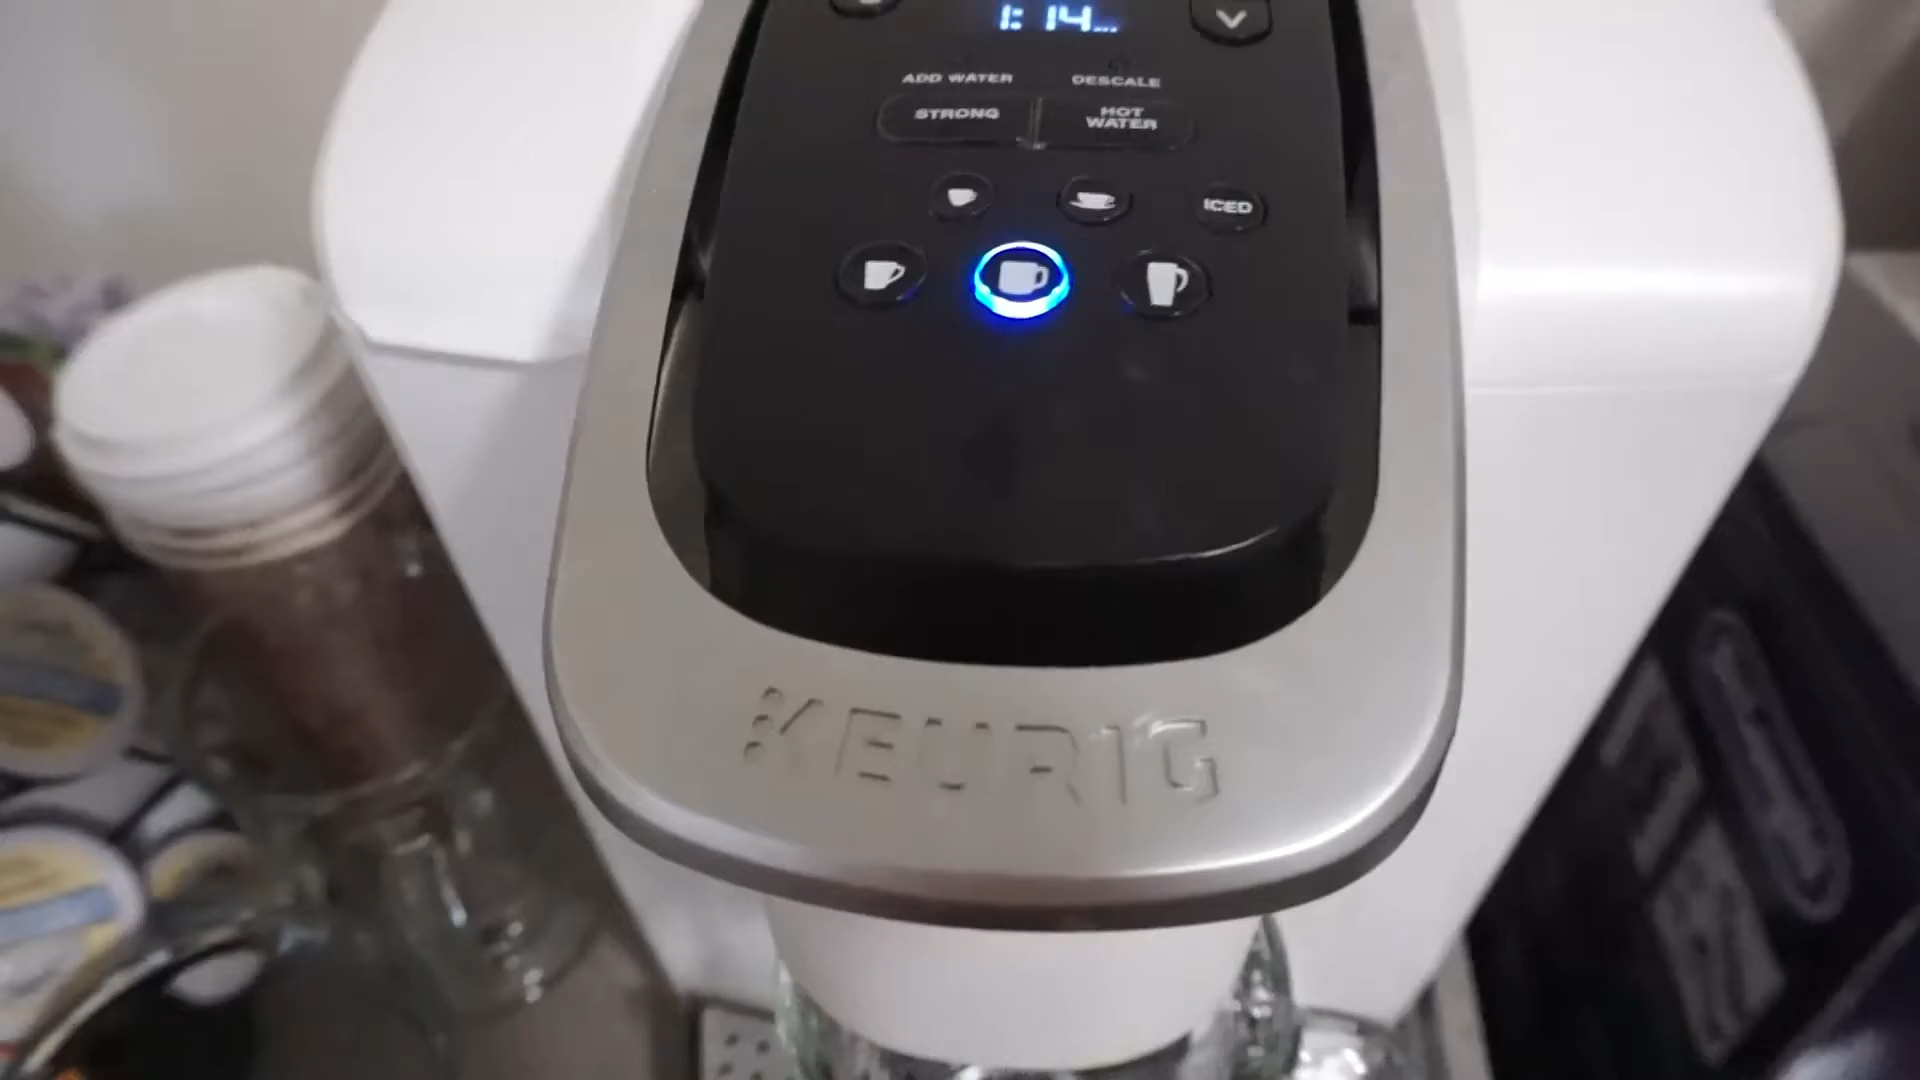 1:14
ADD WATER DESCALE
STRONG HOT WATER
ICED
KEURIG